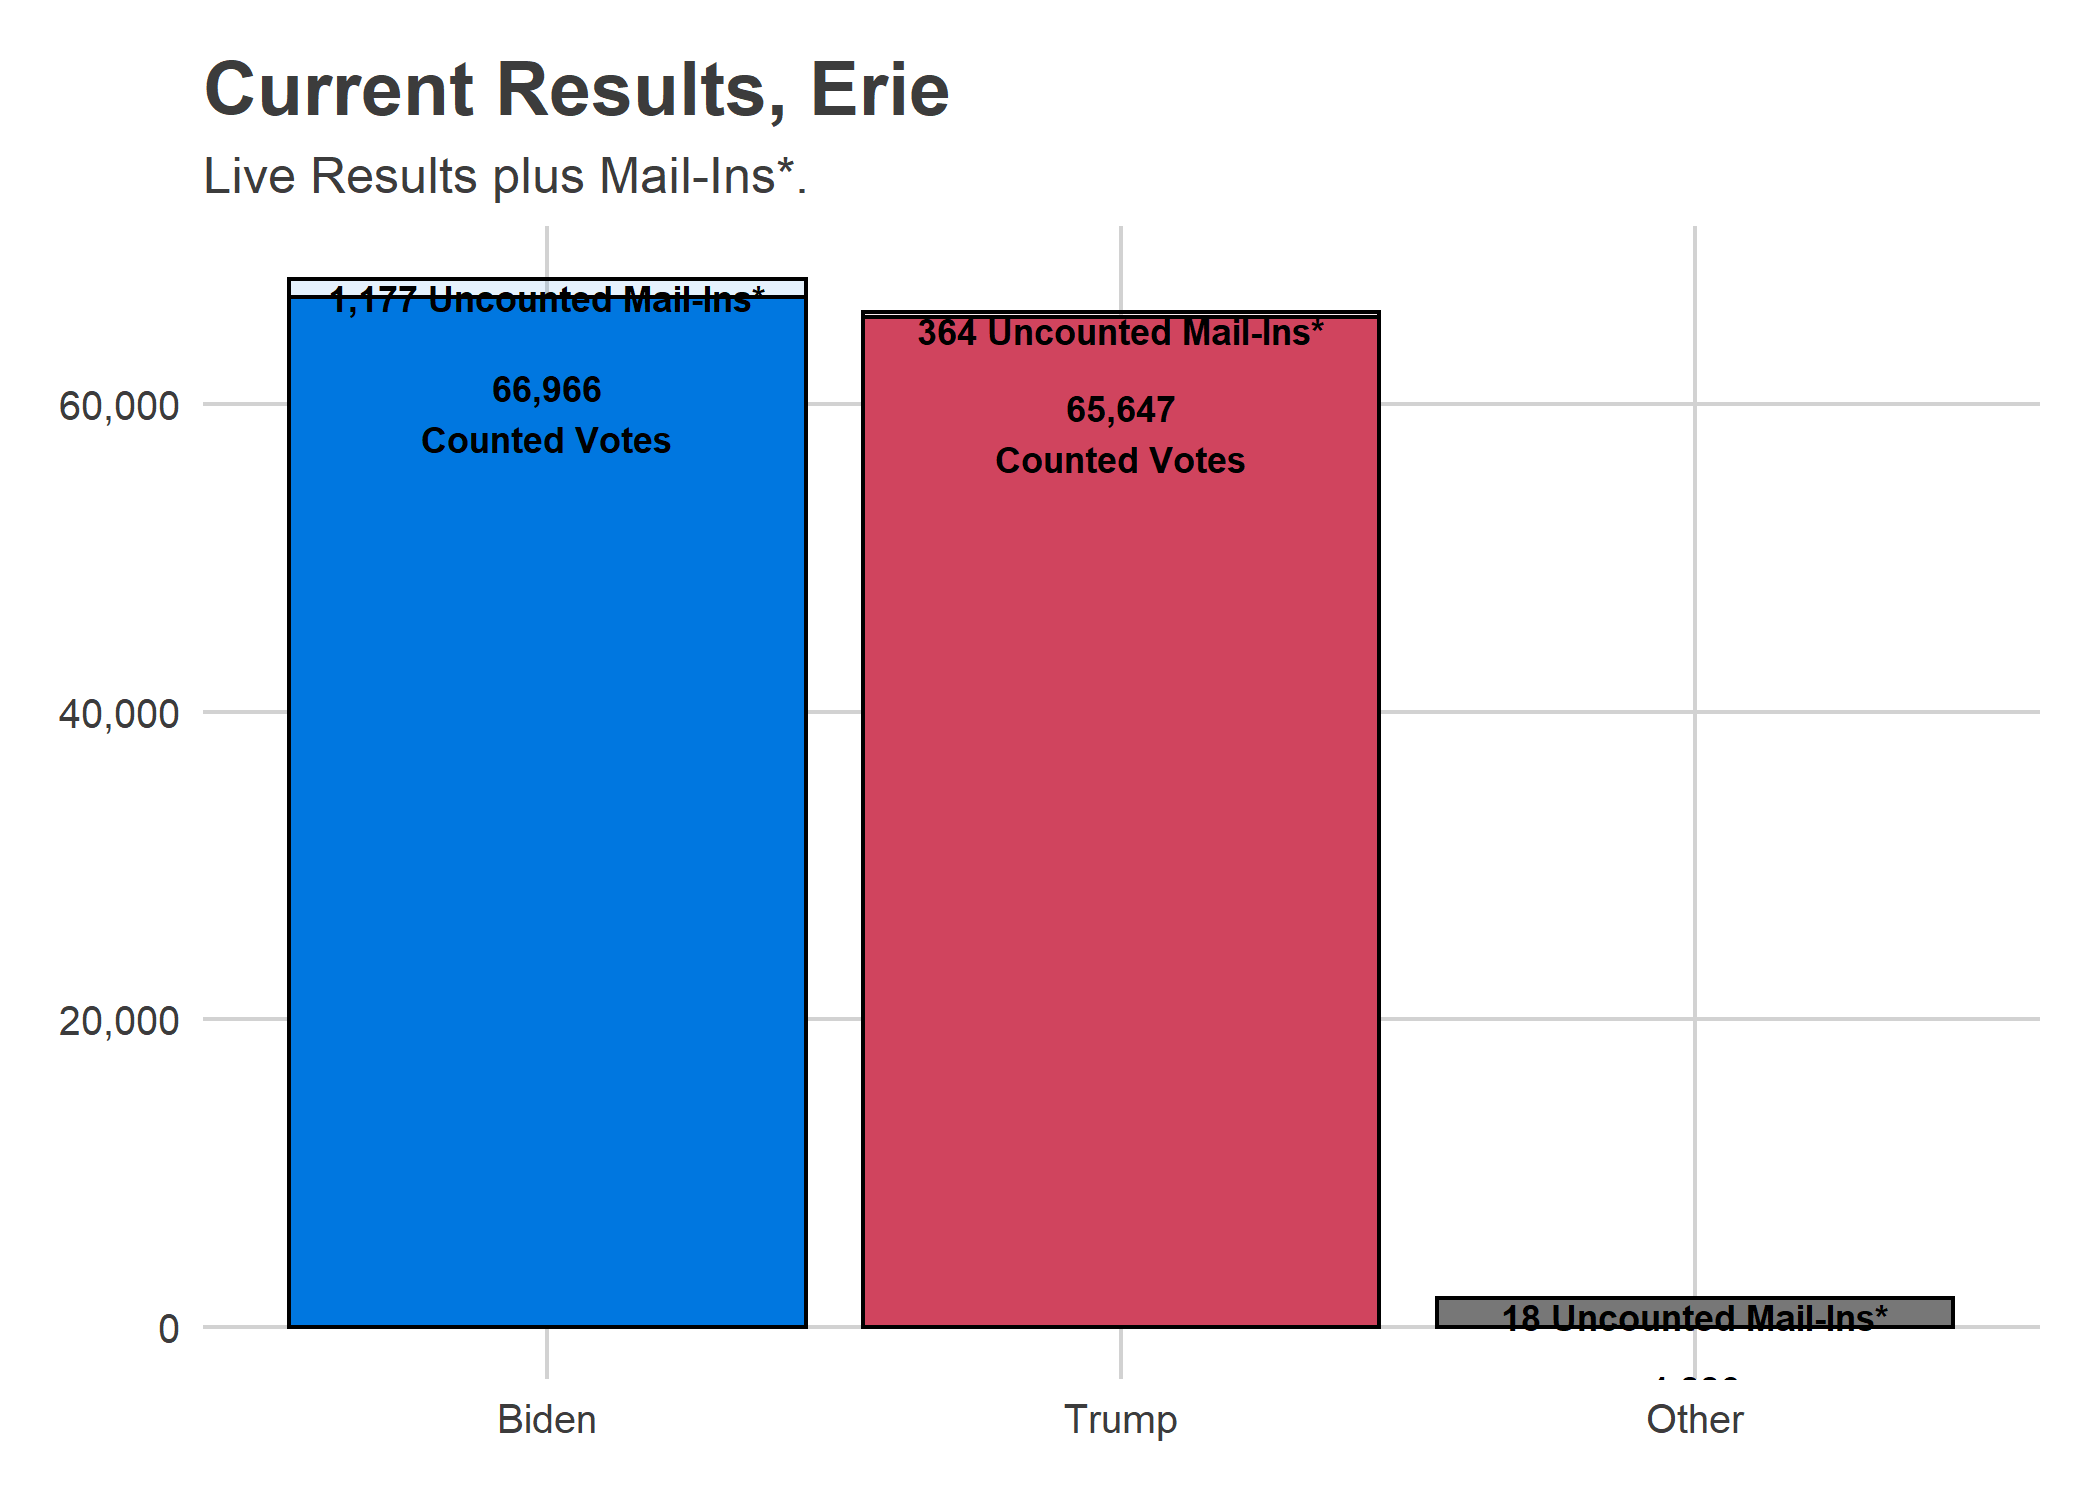 Current Results, Erie
Live Results plus Mail-Ins*.
1,177 Uncounted Mail-Ins*
364 Uncounted Mail-Ins*
66,966
Counted Votes
65,647
Counted Votes
60,000
40,000
20,000
0
18 Uncounted Mail-Ins*
Biden
Trump
Other